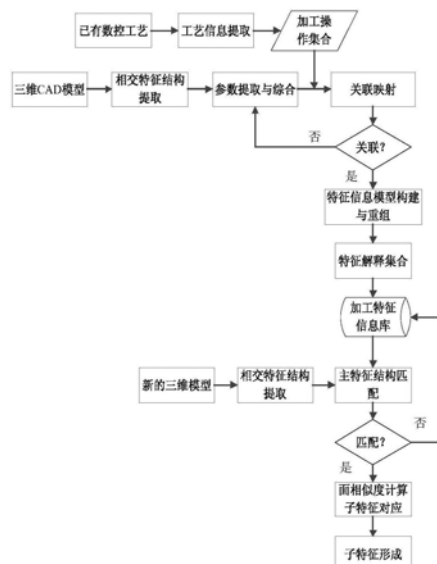 已有数控工艺
工艺信息提取
加工操
作集合
三维CAD模型
相交特征结构
提取
参数提取与综合
关联映射
否
关联?
是
特征信息模型构建
与重组
特征解释集合
加工特征
信息库
新的三维模型
相交特征结构
提取
主特征结构匹
配
否
匹配?
是
面相似度计算
子特征对应
子特征形成